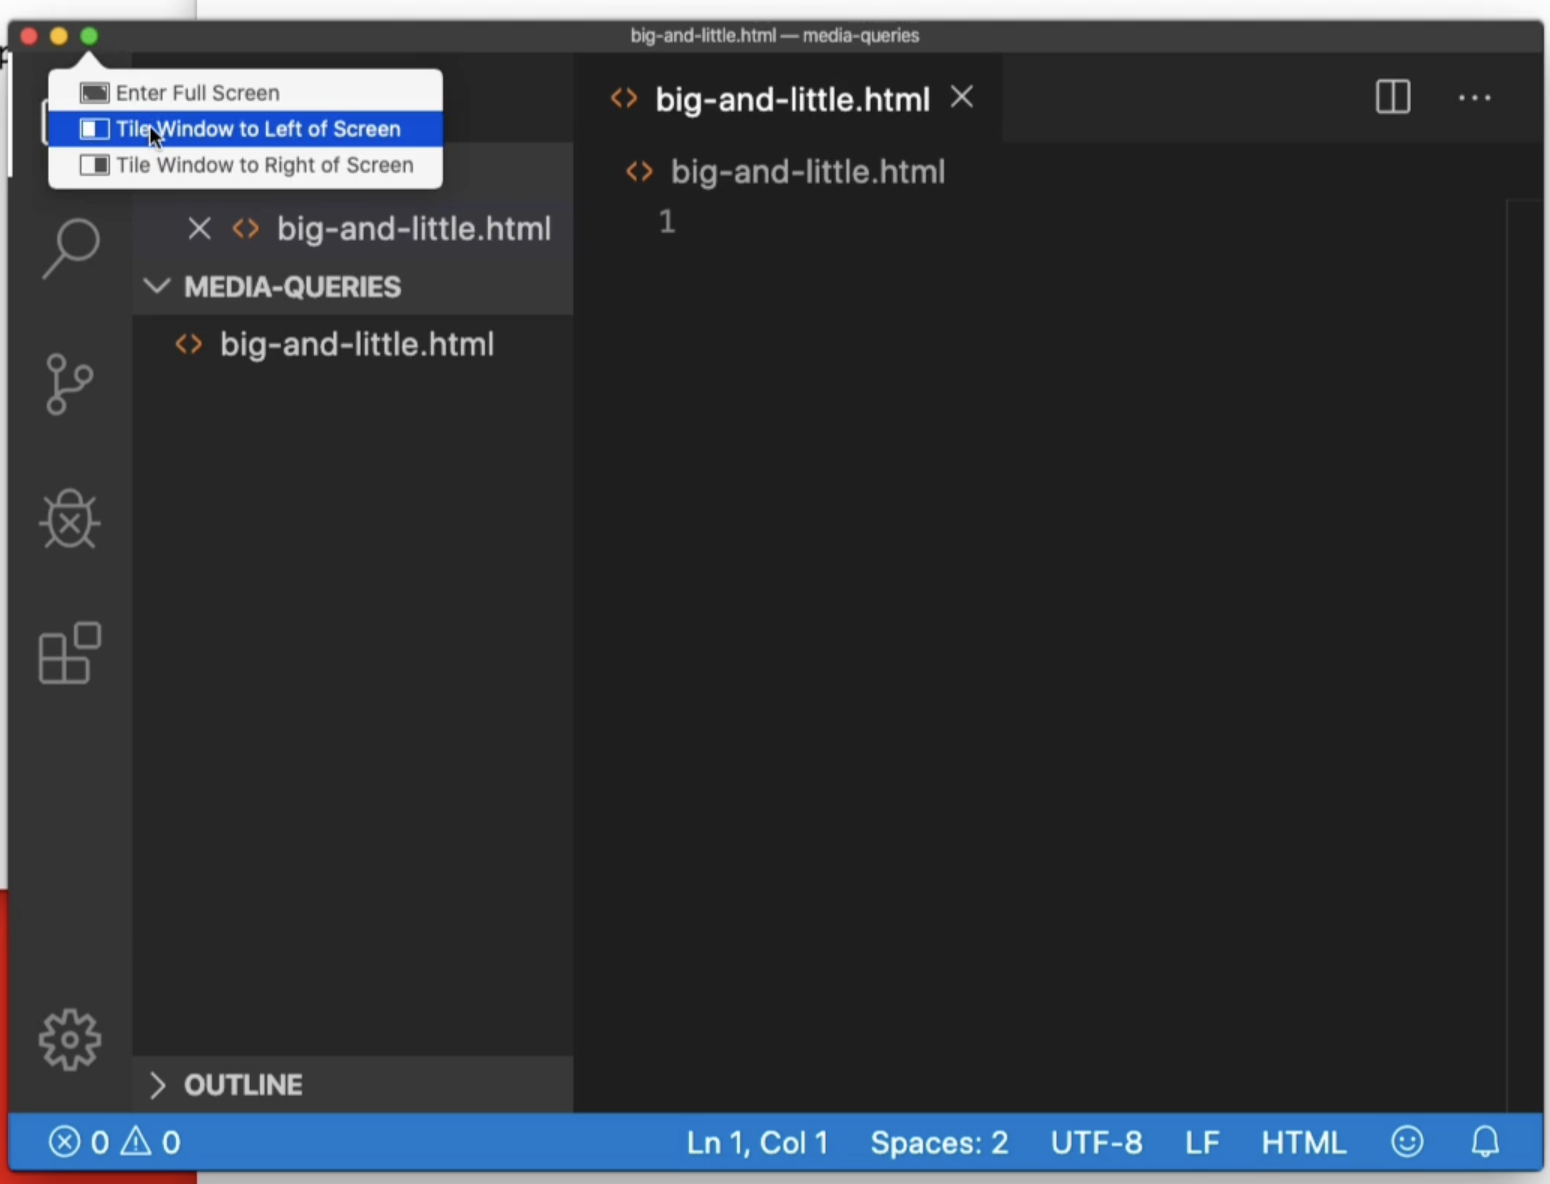 big-and-little.html — media-queries
Enter Full Screen
Tile Window to Left of Screen
Tile Window to Right of Screen
big-and-little.html
big-and-little.html
big-and-little.html
MEDIA-QUERIES
big-and-little.html
1
OUTLINE
0 0
Ln 1, Col 1 Spaces: 2 UTF-8 LF HTML